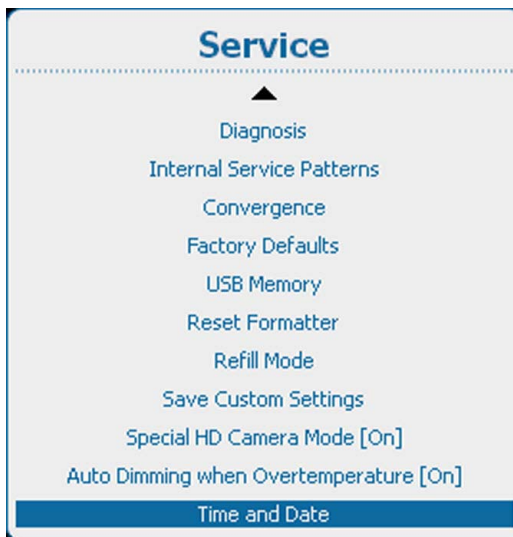 Service
Diagnosis
Internal Service Patterns
Convergence
Factory Defaults
USB Memory
Reset Formatter
Refill Mode
Save Custom Settings
Special HD Camera Mode [On]
Auto Dimming when Overtemperature [On]
Time and Date